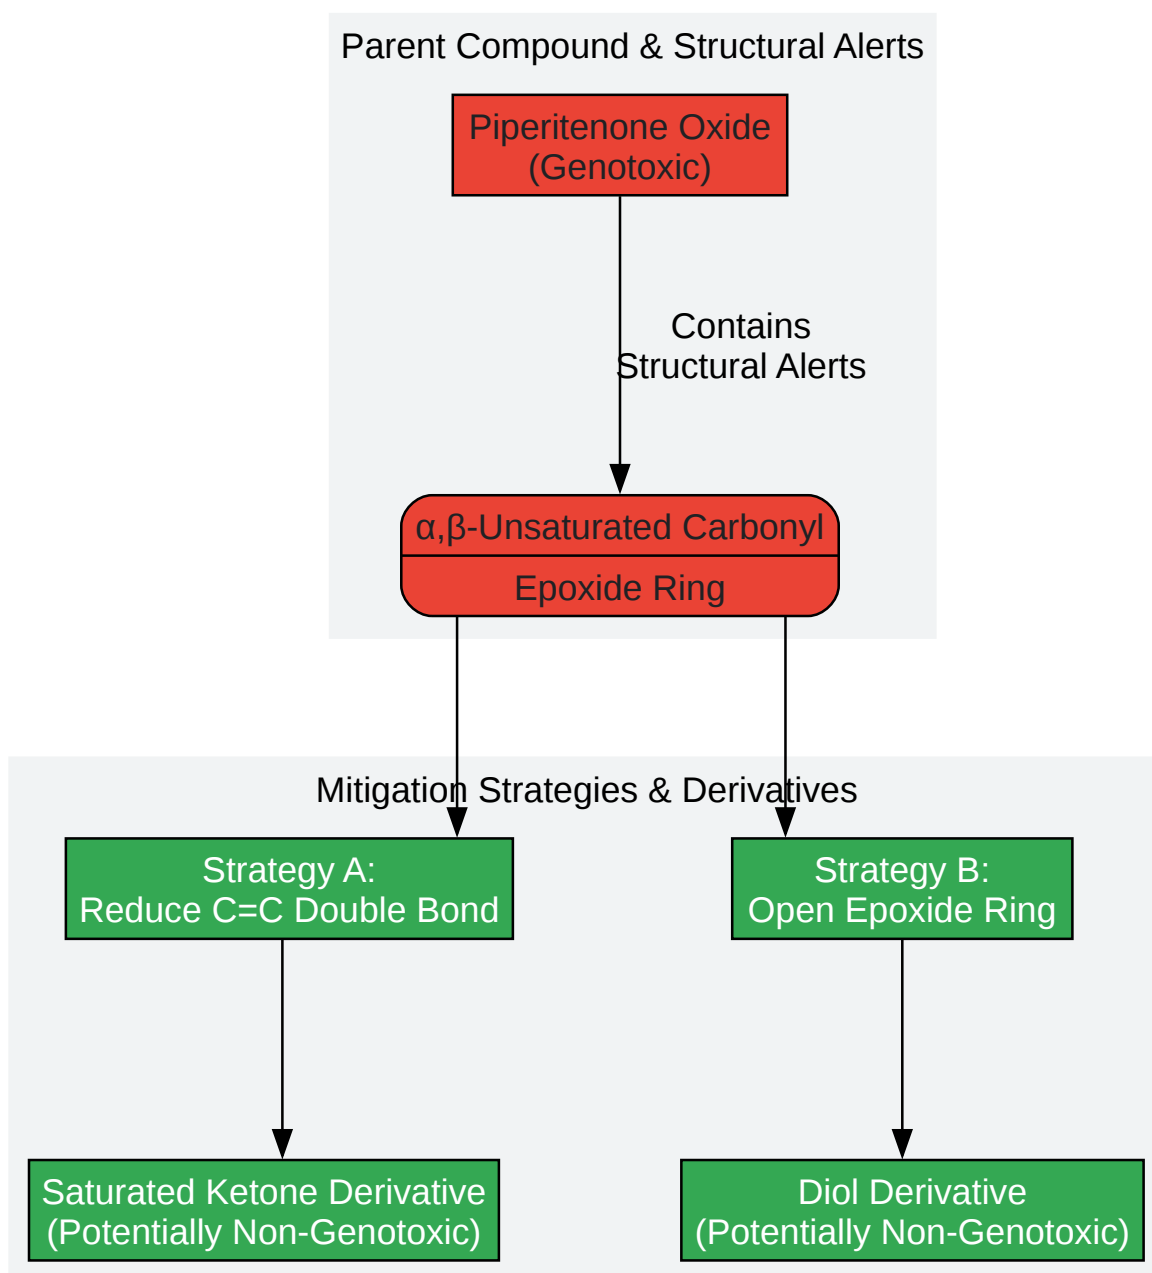 Parent Compound & Structural Alerts
Piperitenone Oxide
(Genotoxic)
Contains
Structural Alerts
α,β-Unsaturated Carbonyl
Epoxide Ring
Mitigation Strategies & Derivatives
Strategy A:
Reduce C=C Double Bond
Strategy B:
Open Epoxide Ring
Saturated Ketone Derivative
(Potentially Non-Genotoxic)
Diol Derivative
(Potentially Non-Genotoxic)